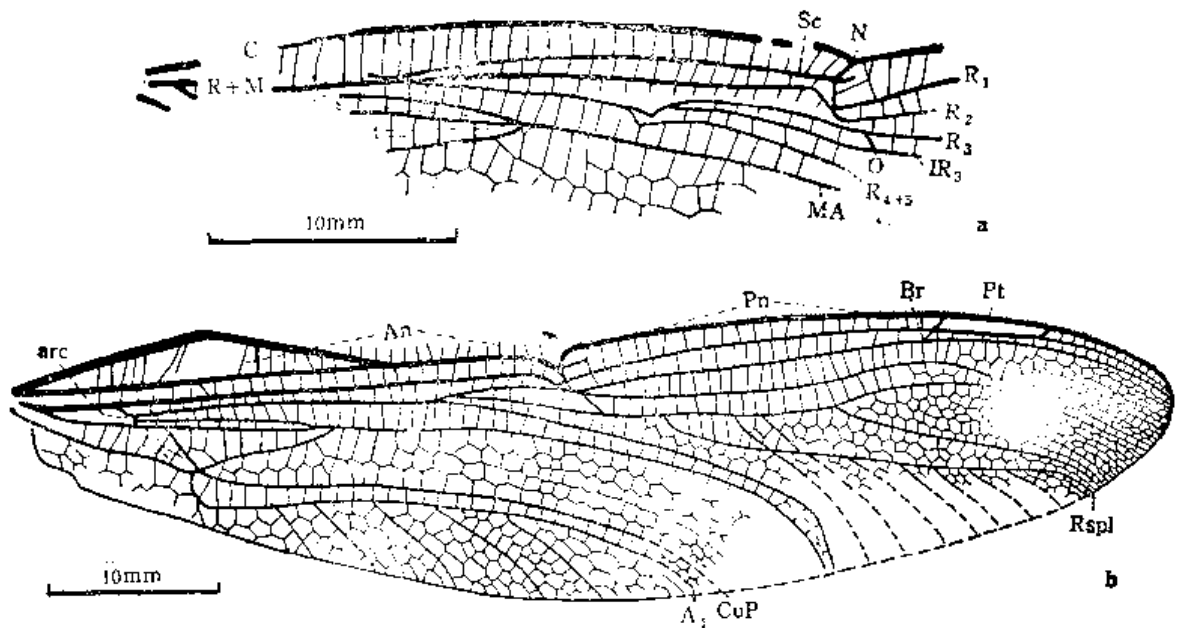 Sc N
C
R+M
R₁
R₂
R₃
IR₃
O
R₄₊₅
MA
10mm
a
Pn Br Pt
An
arc
Rspl
10mm
b
A₁ CuP